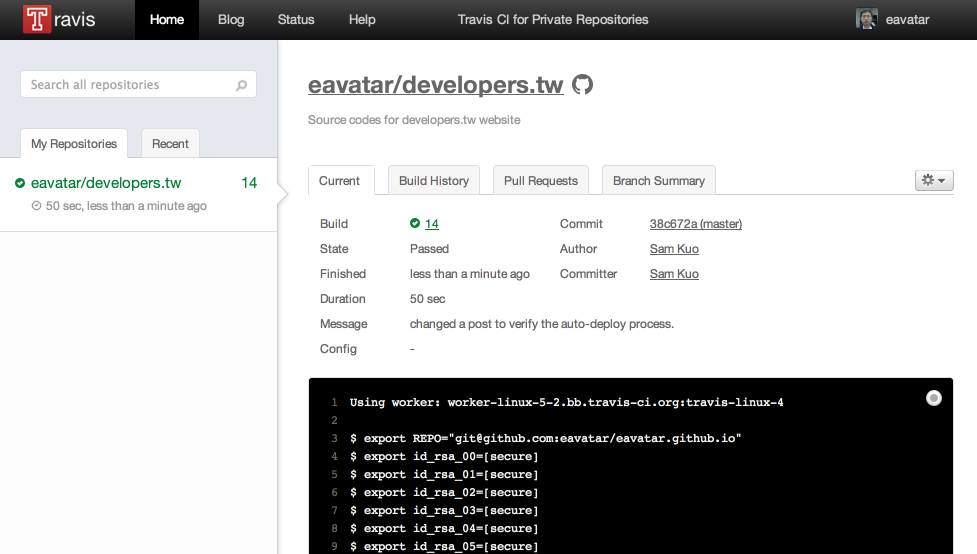 Travis Home Blog Status Help Travis CI for Private Repositories eavatar
Search all repositories
My Repositories Recent
eavatar/developers.tw 14
50 sec, less than a minute ago
eavatar/developers.tw
Source codes for developers.tw website
Current Build History Pull Requests Branch Summary
Build 14 Commit 38c672a (master)
State Passed Author Sam Kuo
Finished less than a minute ago Committer Sam Kuo
Duration 50 sec
Message changed a post to verify the auto-deploy process.
Config -
1 Using worker: worker-linux-5-2.bb.travis-ci.org:travis-linux-4
2
3 $ export REPO="git@github.com:eavatar/eavatar.github.io"
4 $ export id_rsa_00=[secure]
5 $ export id_rsa_01=[secure]
6 $ export id_rsa_02=[secure]
7 $ export id_rsa_03=[secure]
8 $ export id_rsa_04=[secure]
9 $ export id_rsa_05=[secure]